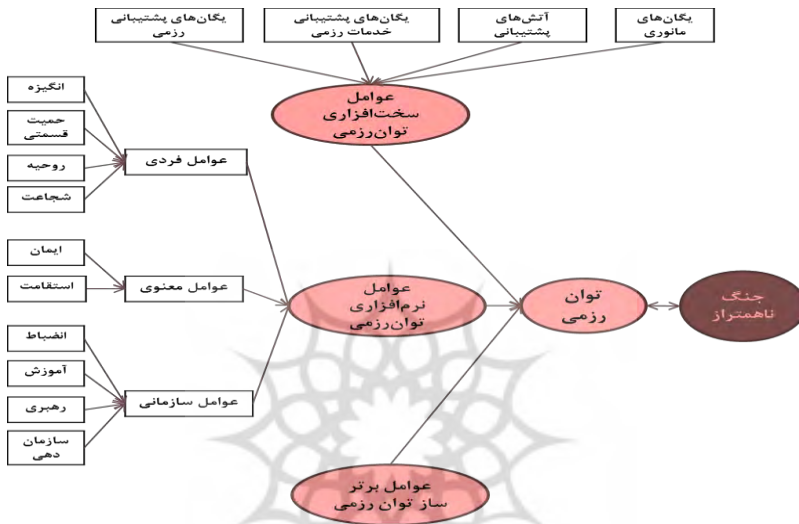 یگان‌های
مانوری
آتش‌های
پشتیبانی
یگان‌های پشتیبانی
خدمات رزمی
یگان‌های پشتیبانی
رزمی
عوامل
سخت‌افزاری
توان‌رزمی
انگیزه
حمیت
قسمتی
روحیه
شجاعت
عوامل فردی
ایمان
استقامت
عوامل معنوی
انضباط
آموزش
رهبری
سازمان
دهی
عوامل سازمانی
عوامل
نرم‌افزاری
توان‌رزمی
توان
رزمی
جنگ
ناهمتراز
عوامل برتر
ساز توان رزمی